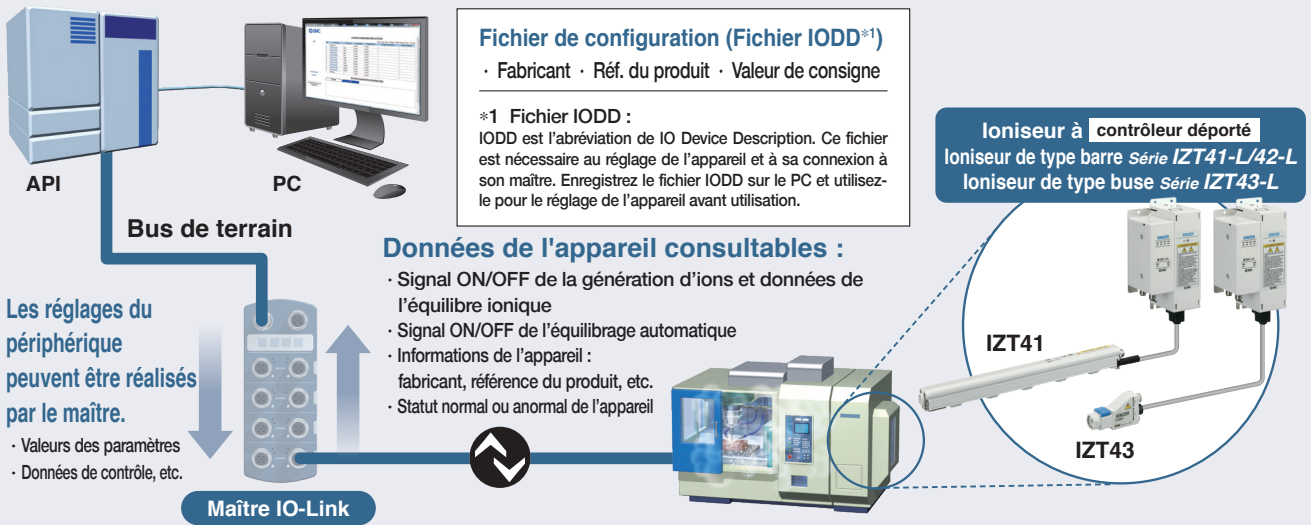 API
PC
Bus de terrain
Fichier de configuration (Fichier IODD*1)
· Fabricant · Réf. du produit · Valeur de consigne
*1 Fichier IODD :
IODD est l'abréviation de IO Device Description. Ce fichier
est nécessaire au réglage de l'appareil et à sa connexion à
son maître. Enregistrez le fichier IODD sur le PC et utilisez-
le pour le réglage de l'appareil avant utilisation.
Les réglages du
périphérique
peuvent être réalisés
par le maître.
· Valeurs des paramètres
· Données de contrôle, etc.
Maître IO-Link
Données de l'appareil consultables :
· Signal ON/OFF de la génération d'ions et données de
l'équilibre ionique
· Signal ON/OFF de l'équilibrage automatique
· Informations de l'appareil :
fabricant, référence du produit, etc.
· Statut normal ou anormal de l'appareil
Ioniseur à contrôleur déporté
Ioniseur de type barre Série IZT41-L/42-L
Ioniseur de type buse Série IZT43-L
IZT41
IZT43